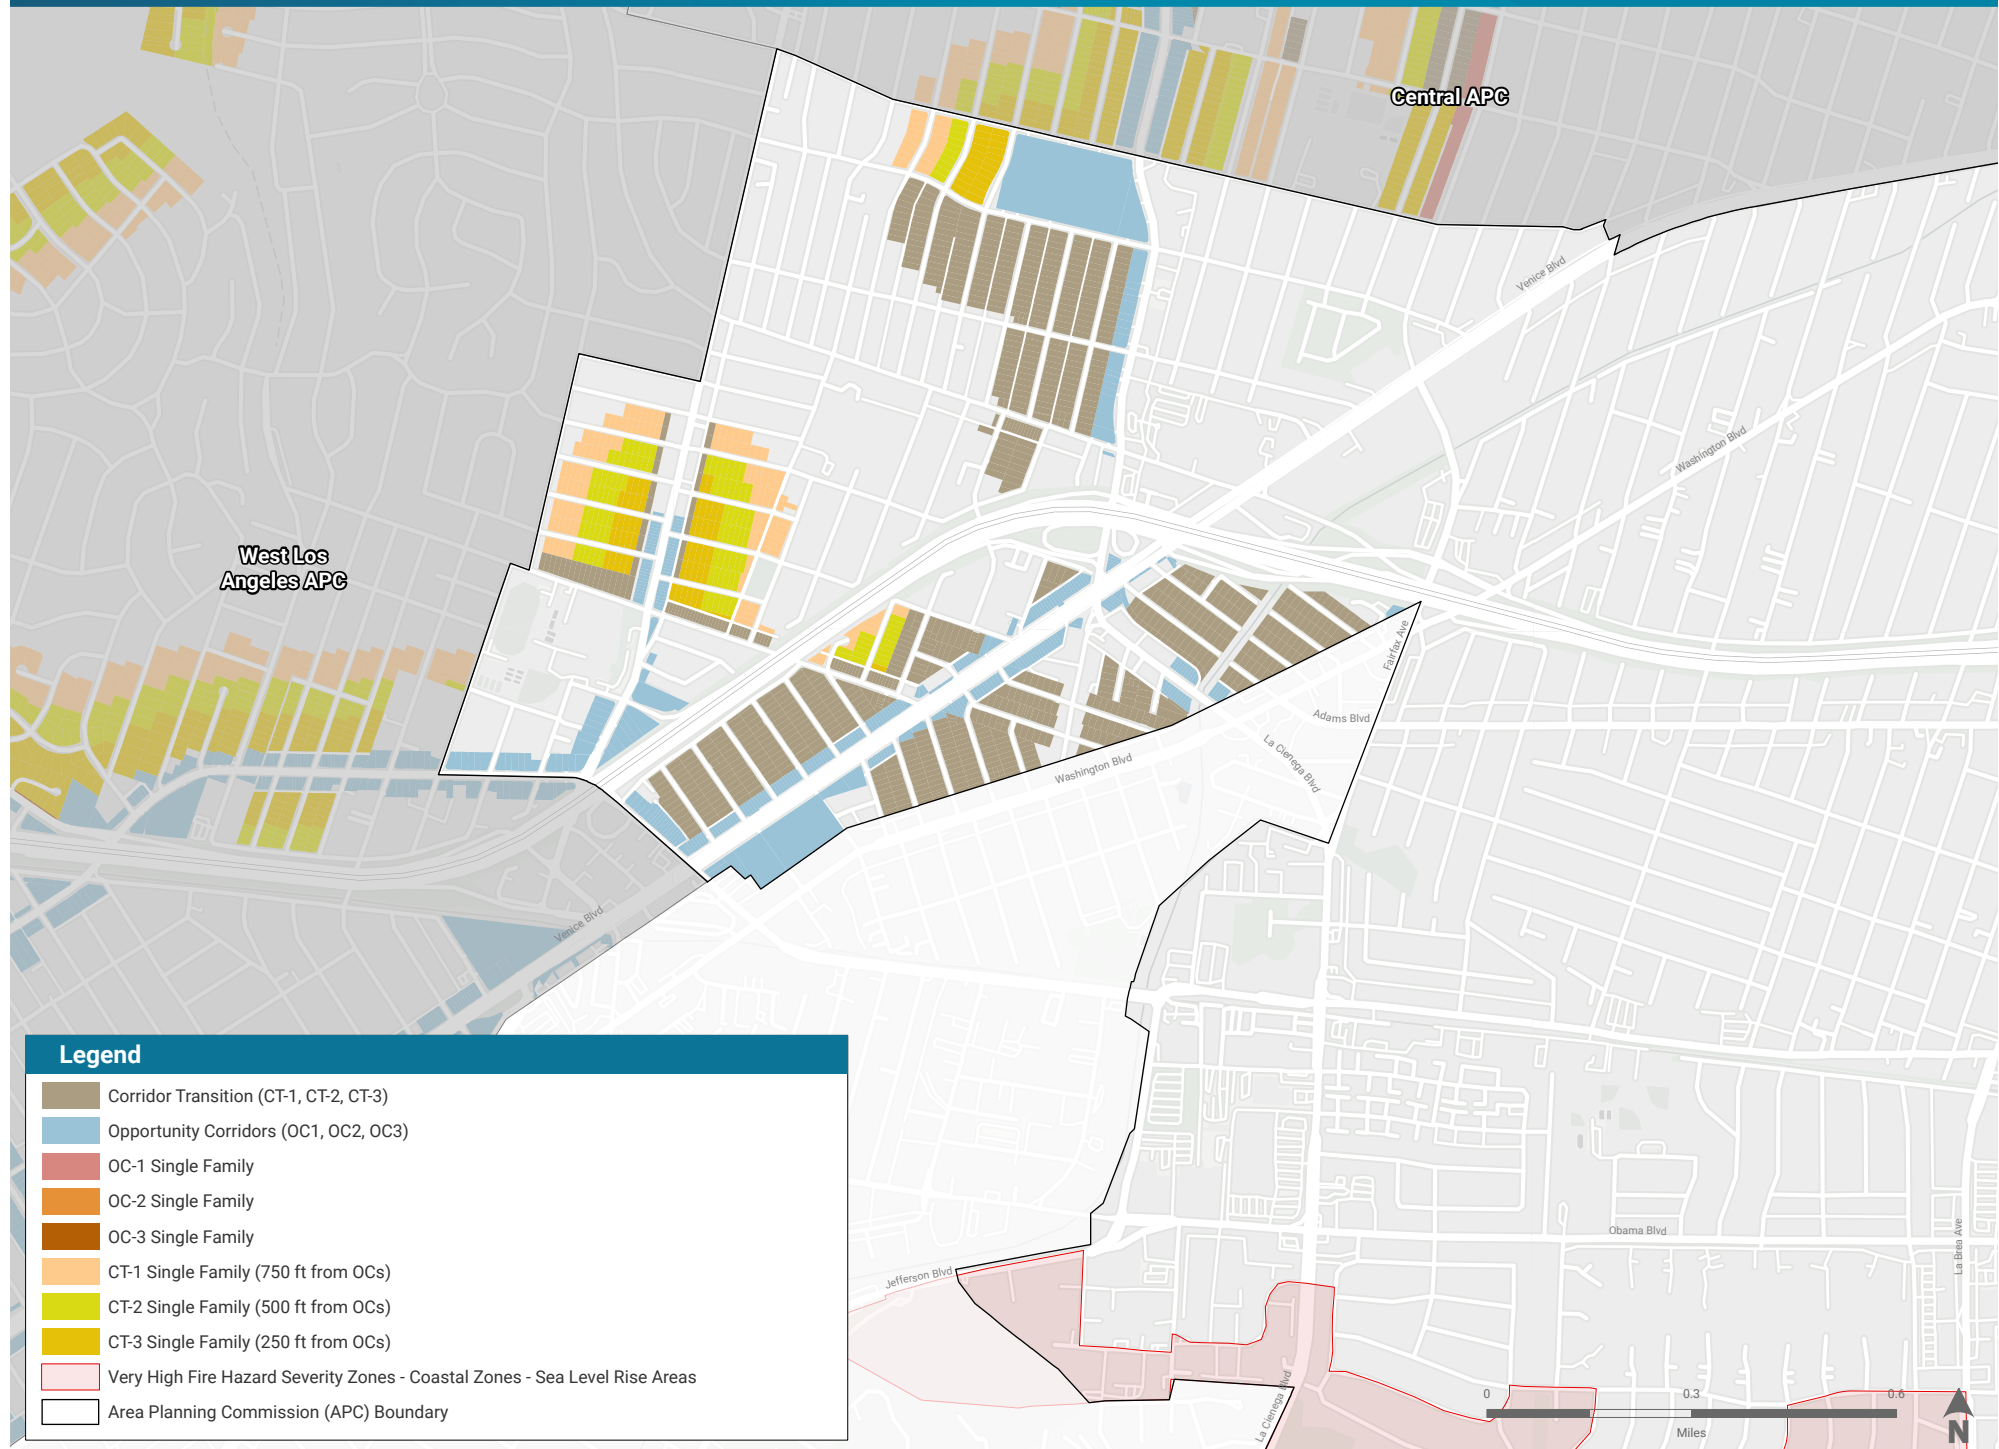 Central APC
Venice Blvd
Washington Blvd
West Los
Angeles APC
Fairfax Ave
Adams Blvd
La Cienega Blvd
Washington Blvd
Venice Blvd
Legend
Corridor Transition (CT-1, CT-2, CT-3)
Opportunity Corridors (OC1, OC2, OC3)
OC-1 Single Family
OC-2 Single Family
OC-3 Single Family
CT-1 Single Family (750 ft from OCs)
CT-2 Single Family (500 ft from OCs)
CT-3 Single Family (250 ft from OCs)
Very High Fire Hazard Severity Zones - Coastal Zones - Sea Level Rise Areas
Area Planning Commission (APC) Boundary
Obama Blvd
La Brea Ave
Jefferson Blvd
La Cienega Blvd
0 0.3 0.6
Miles
N